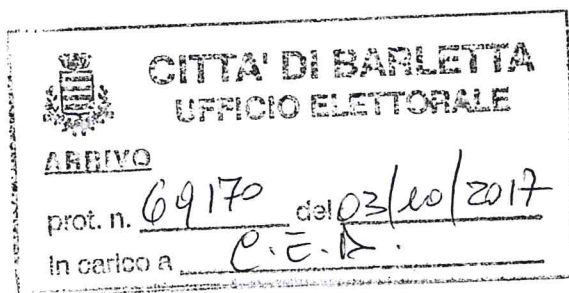 CITTA' DI BARLETTA
UFFICIO ELETTORALE
ARRIVO
prot. n. 69170 del 03/10/2017
In carico a C.E.D.